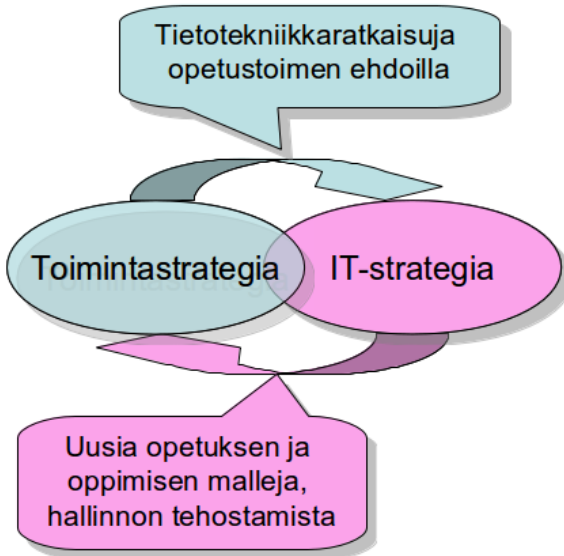 Tietotekniikkaratkaisuja
opetustoimen ehdoilla
Toimintastrategia
IT-strategia
Uusia opetuksen ja
oppimisen malleja,
hallinnon tehostamista